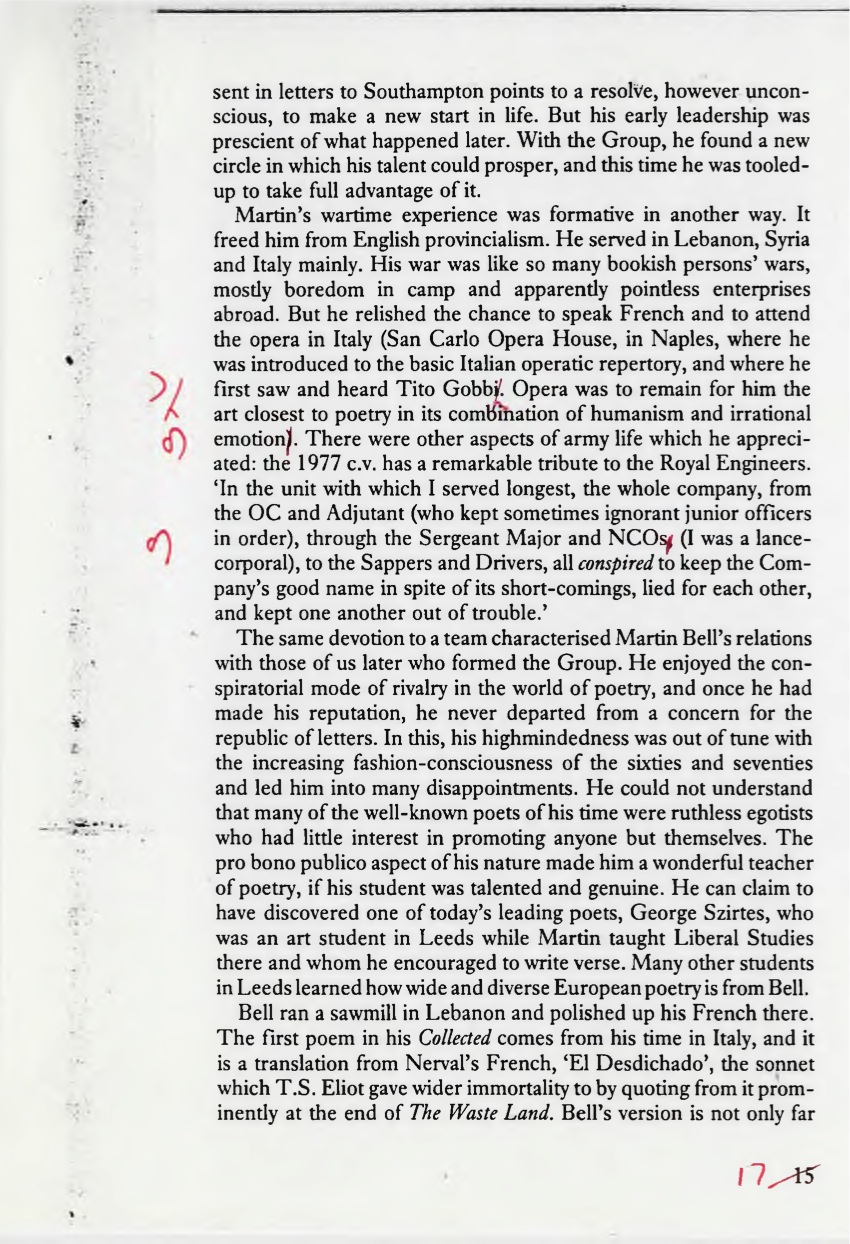 sent in letters to Southampton points to a resolve, however uncon-
scious, to make a new start in life. But his early leadership was
prescient of what happened later. With the Group, he found a new
circle in which his talent could prosper, and this time he was tooled-
up to take full advantage of it.
Martin's wartime experience was formative in another way. It
freed him from English provincialism. He served in Lebanon, Syria
and Italy mainly. His war was like so many bookish persons' wars,
mostly boredom in camp and apparently pointless enterprises
abroad. But he relished the chance to speak French and to attend
the opera in Italy (San Carlo Opera House, in Naples, where he
was introduced to the basic Italian operatic repertory, and where he
first saw and heard Tito Gobbi. Opera was to remain for him the
art closest to poetry in its combination of humanism and irrational
emotion). There were other aspects of army life which he appreci-
ated: the 1977 c.v. has a remarkable tribute to the Royal Engineers.
‘In the unit with which I served longest, the whole company, from
the OC and Adjutant (who kept sometimes ignorant junior officers
in order), through the Sergeant Major and NCOs, (I was a lance-
corporal), to the Sappers and Drivers, all conspired to keep the Com-
pany's good name in spite of its short-comings, lied for each other,
and kept one another out of trouble.’
The same devotion to a team characterised Martin Bell's relations
with those of us later who formed the Group. He enjoyed the con-
spiratorial mode of rivalry in the world of poetry, and once he had
made his reputation, he never departed from a concern for the
republic of letters. In this, his highmindedness was out of tune with
the increasing fashion-consciousness of the sixties and seventies
and led him into many disappointments. He could not understand
that many of the well-known poets of his time were ruthless egotists
who had little interest in promoting anyone but themselves. The
pro bono publico aspect of his nature made him a wonderful teacher
of poetry, if his student was talented and genuine. He can claim to
have discovered one of today's leading poets, George Szirtes, who
was an art student in Leeds while Martin taught Liberal Studies
there and whom he encouraged to write verse. Many other students
in Leeds learned how wide and diverse European poetry is from Bell.
Bell ran a sawmill in Lebanon and polished up his French there.
The first poem in his Collected comes from his time in Italy, and it
is a translation from Nerval's French, ‘El Desdichado’, the sonnet
which T.S. Eliot gave wider immortality to by quoting from it prom-
inently at the end of The Waste Land. Bell's version is not only far
17 15